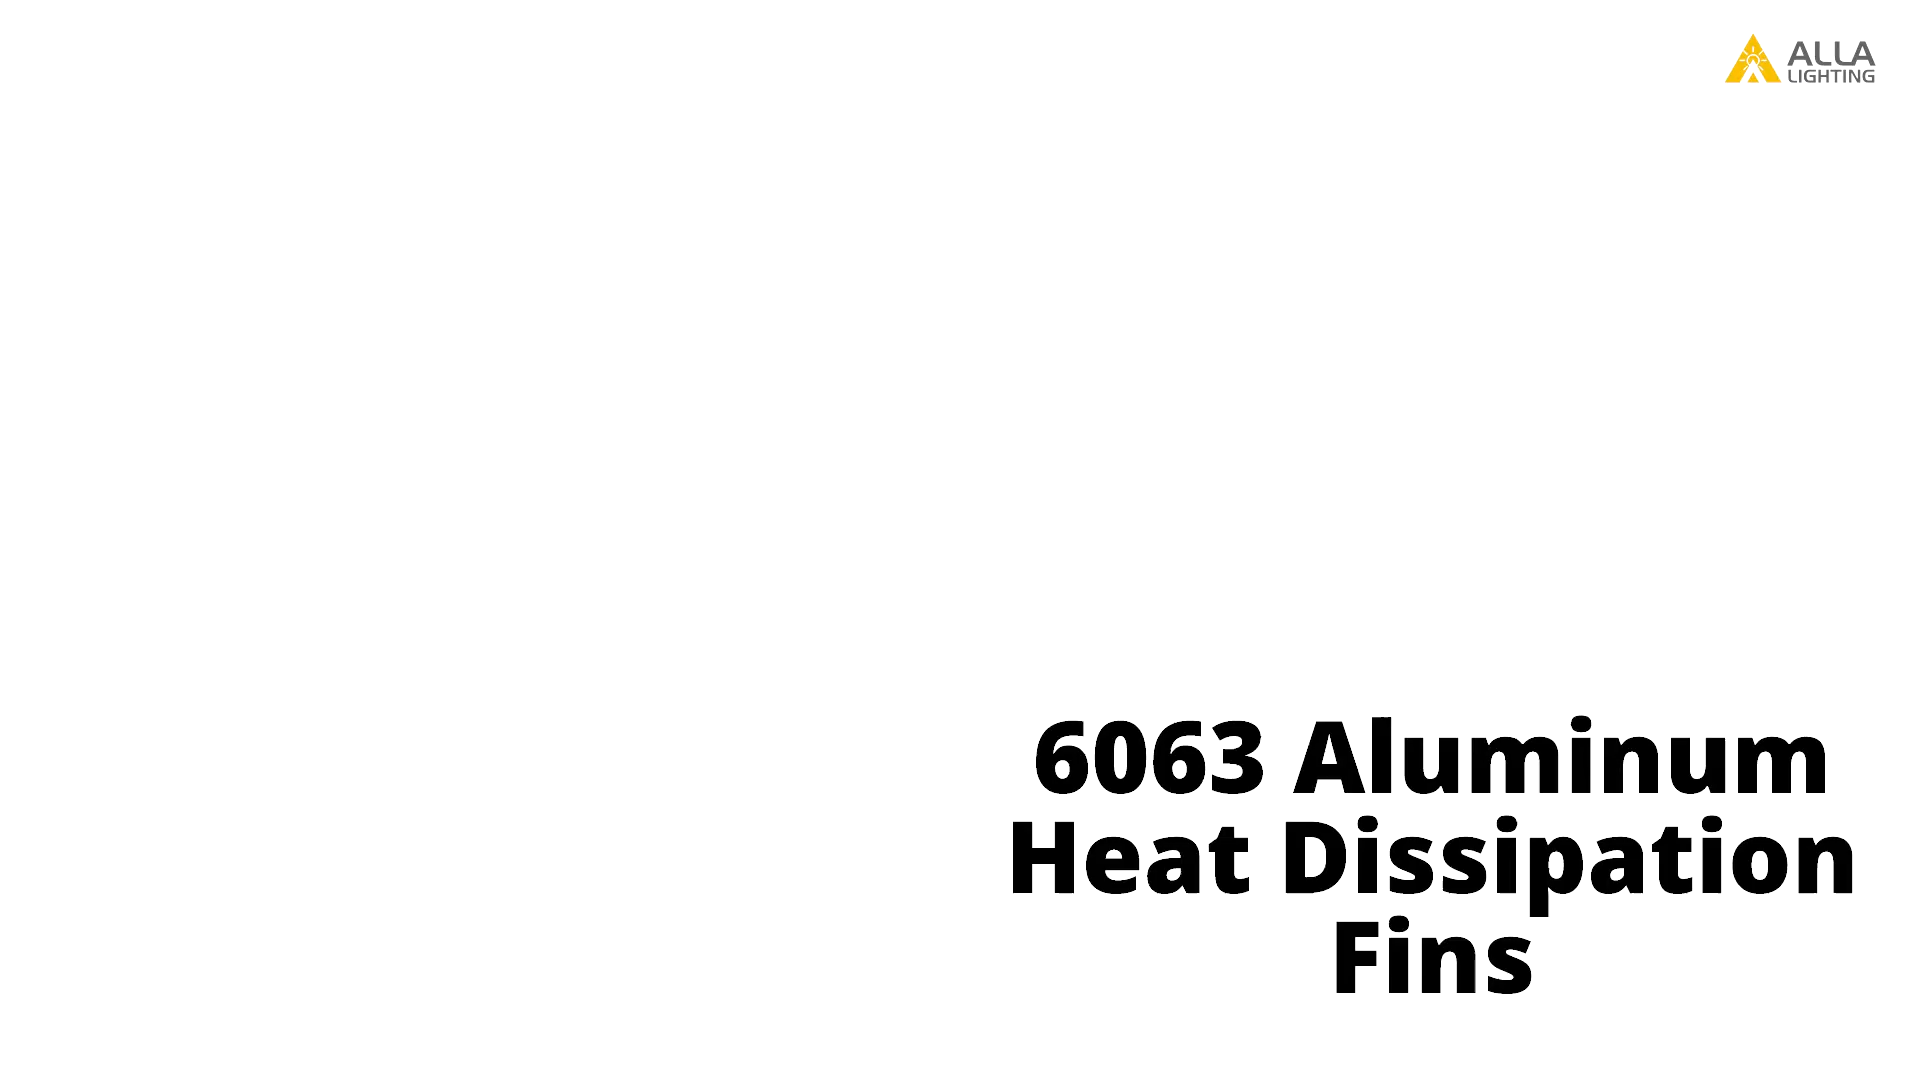 ALLA
LIGHTING
6063 Aluminum
Heat Dissipation
Fins